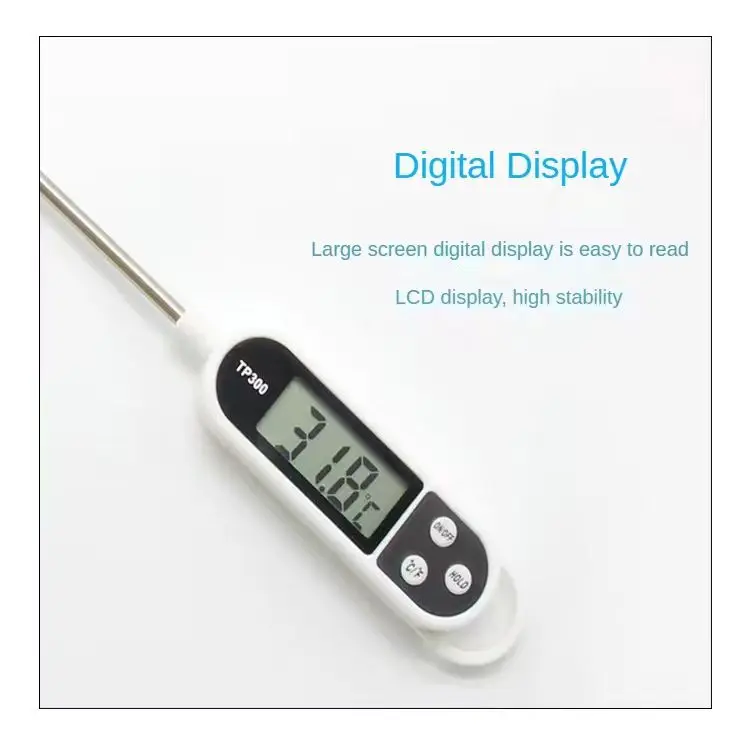 Digital Display
Large screen digital display is easy to read
LCD display, high stability
TP300
31.8°C
ON/OFF
°C/°F
HOLD